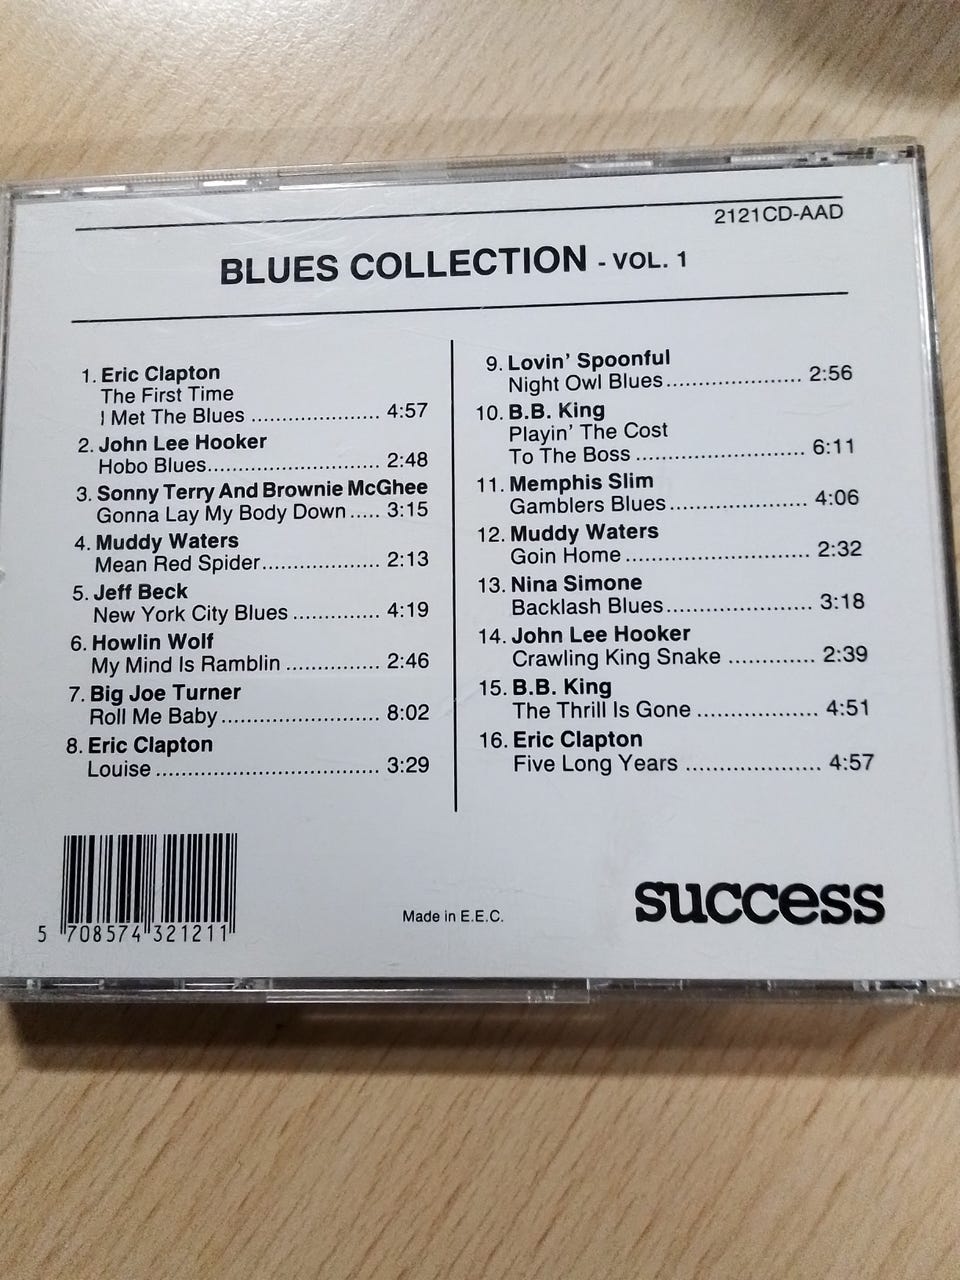 2121CD-AAD
BLUES COLLECTION - VOL. 1
1. Eric Clapton
The First Time
I Met The Blues .................... 4:57
2. John Lee Hooker
Hobo Blues........................... 2:48
3. Sonny Terry And Brownie McGhee
Gonna Lay My Body Down ..... 3:15
4. Muddy Waters
Mean Red Spider................... 2:13
5. Jeff Beck
New York City Blues .............. 4:19
6. Howlin Wolf
My Mind Is Ramblin ............... 2:46
7. Big Joe Turner
Roll Me Baby ......................... 8:02
8. Eric Clapton
Louise ................................... 3:29
9. Lovin' Spoonful
Night Owl Blues..................... 2:56
10. B.B. King
Playin' The Cost
To The Boss .......................... 6:11
11. Memphis Slim
Gamblers Blues...................... 4:06
12. Muddy Waters
Goin Home ............................. 2:32
13. Nina Simone
Backlash Blues....................... 3:18
14. John Lee Hooker
Crawling King Snake ............. 2:39
15. B.B. King
The Thrill Is Gone ................... 4:51
16. Eric Clapton
Five Long Years ..................... 4:57
5 708574 321211
Made in E.E.C.
success